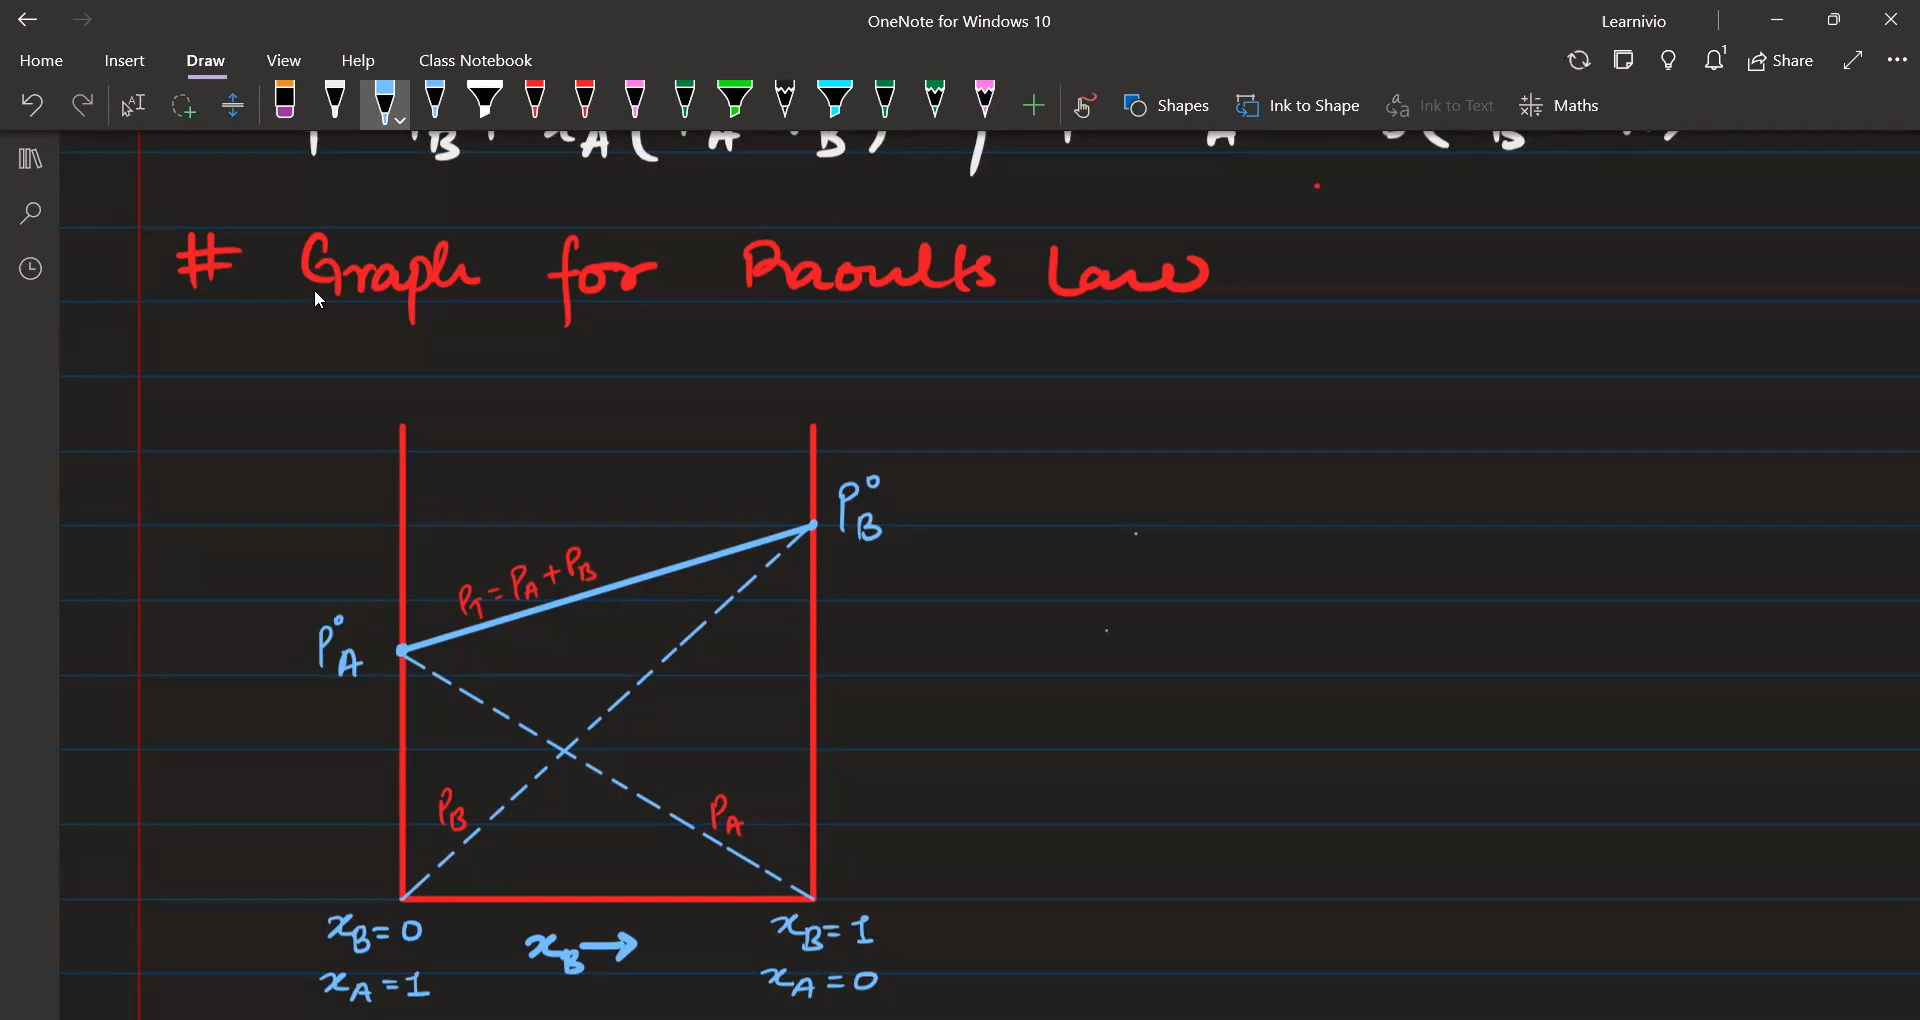 OneNote for Windows 10
Learnivio
Home Insert Draw View Help Class Notebook
1
Share
Shapes Ink to Shape Ink to Text Maths
# Graph for Raoults Law
P°B
PT = PA + PB
P°A
PB
PA
xB = 0
xB →
xB = 1
xA = 1
xA = 0